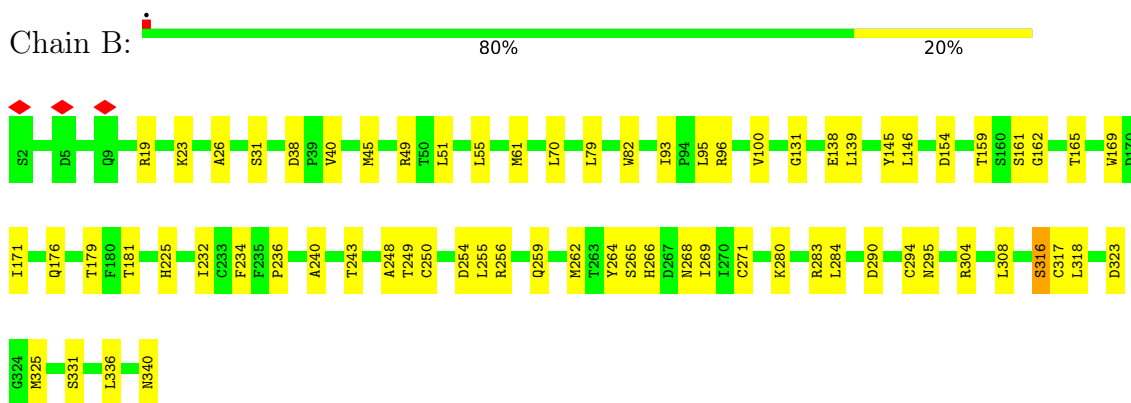 Chain B:
80%
20%
S2 D5 Q9 R19 K23 A26 S31 D38 P39 V40 M45 R49 T50 L51 L55 M61 L70 L79 W82 I93 P94 L95 R96 V100 G131 E138 L139 Y145 L146 D154 T159 S160 S161 G162 T165 W169 D170
I171 Q176 T179 F180 T181 H225 I232 C233 F234 F235 P236 A240 T243 A248 T249 C250 D254 L255 R256 Q259 M262 T263 Y264 S265 H266 D267 N268 I269 I270 C271 K280 R283 L284 D290 C294 N295 R304 L308 S316 C317 L318 D323
G324 M325 S331 L336 N340